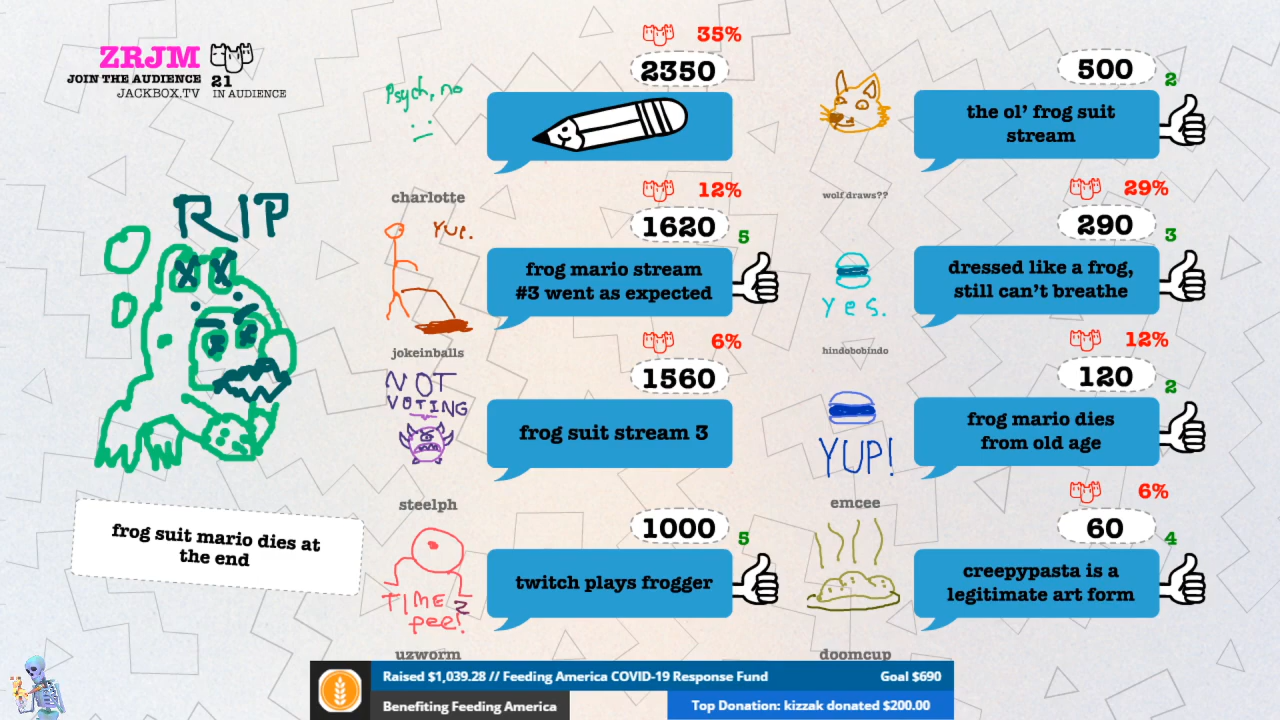 ZRJM
JOIN THE AUDIENCE
JACKBOX.TV
21
IN AUDIENCE
RIP
frog suit mario dies at
the end
35%
2350
Psych, no
charlotte
12%
1620
5
Yup.
frog mario stream
#3 went as expected
jokeinballs
6%
1560
NOT
VOTING
frog suit stream 3
steelph
1000
5
twitch plays frogger
TIME 2
pee!
uzworm
500
2
the ol’ frog suit
stream
wolf draws??
29%
290
3
dressed like a frog,
still can’t breathe
Yes.
hindobobindo
12%
120
2
frog mario dies
from old age
YUP!
emcee
6%
60
4
creepypasta is a
legitimate art form
doomcup
Raised $1,039.28 // Feeding America COVID-19 Response Fund
Goal $690
Benefiting Feeding America
Top Donation: kizzak donated $200.00